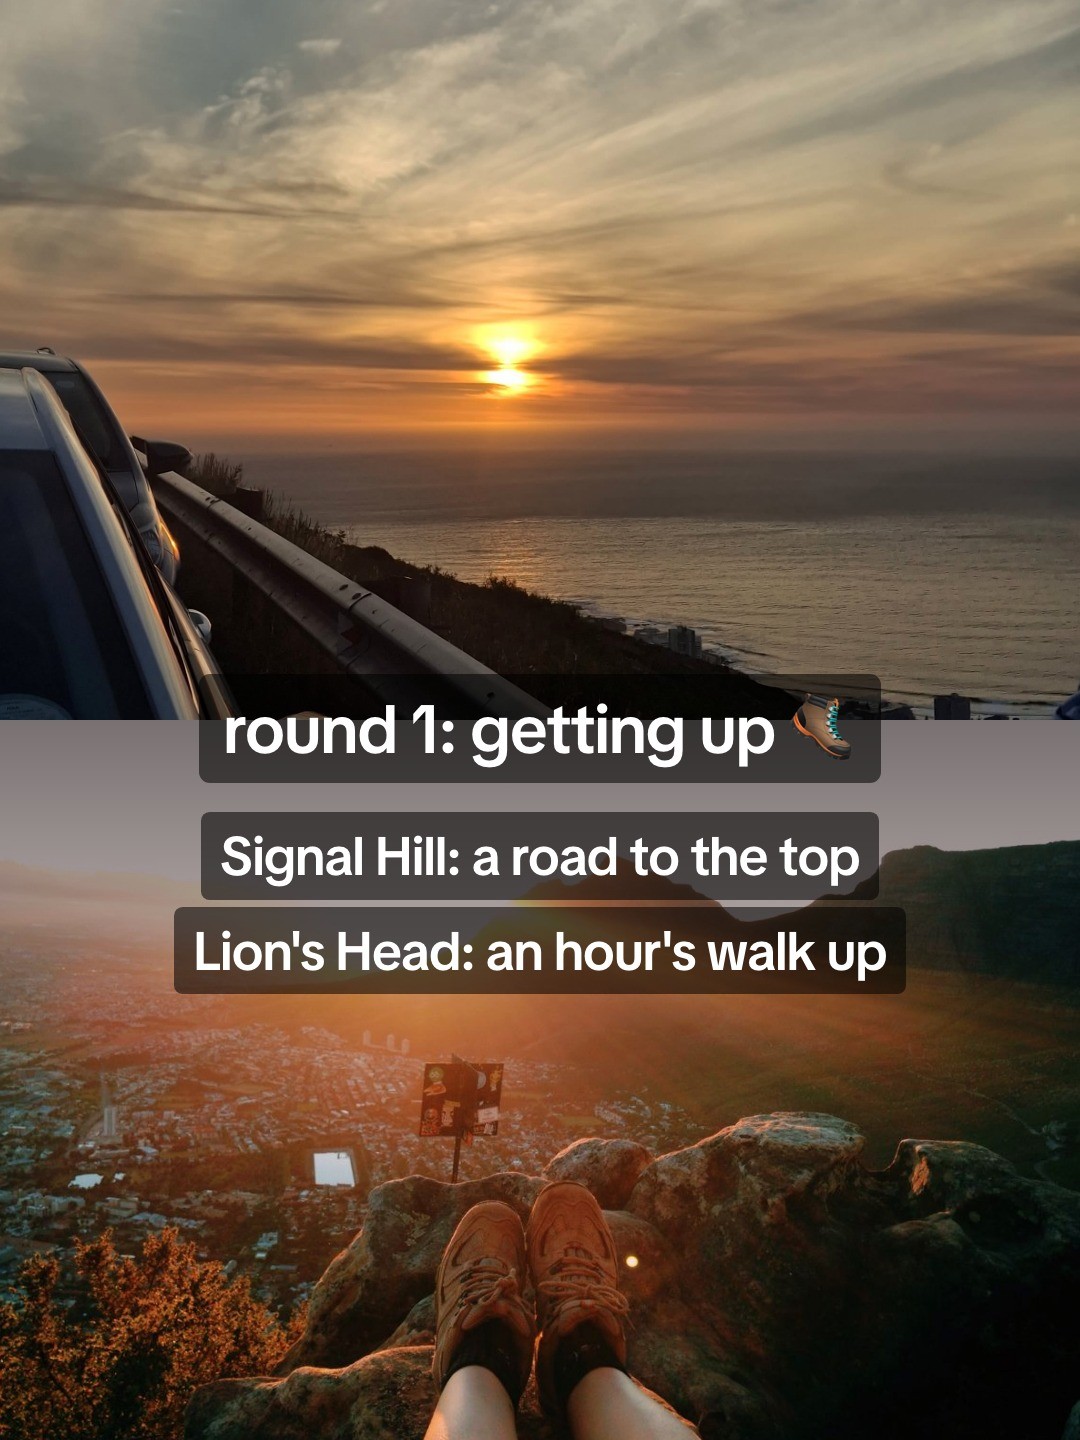 round 1: getting up 🥾
Signal Hill: a road to the top
Lion's Head: an hour's walk up